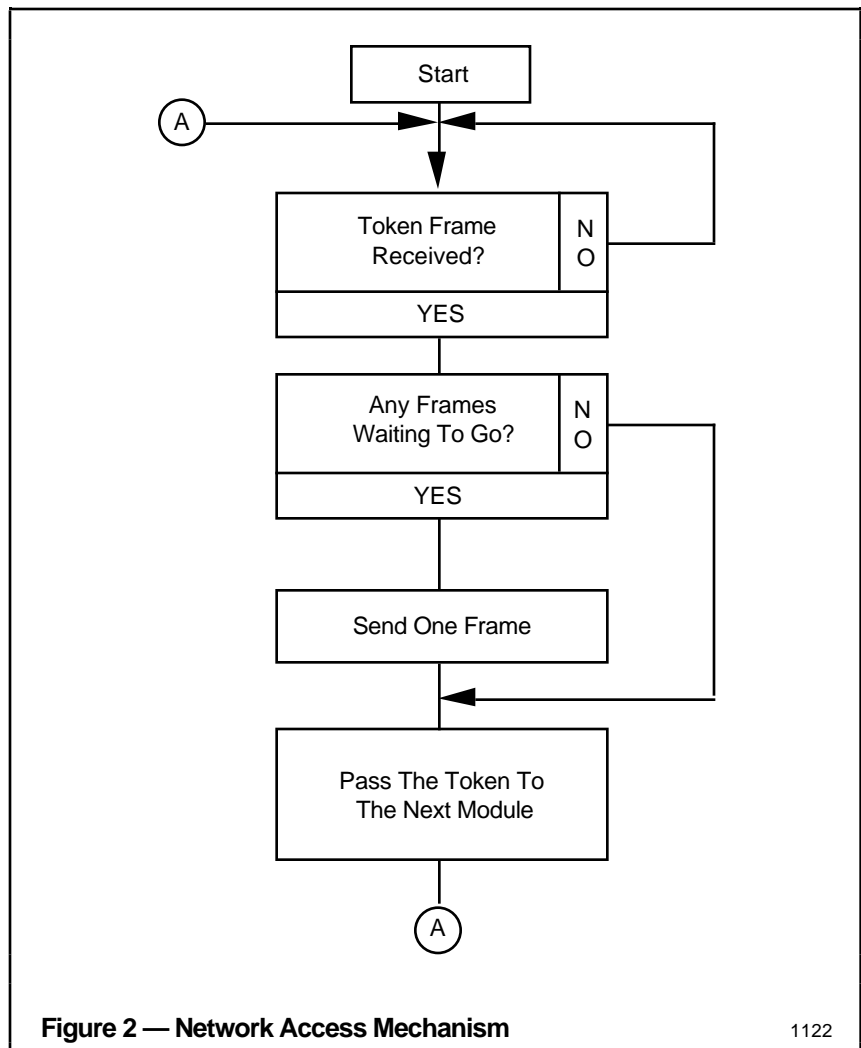 Start
A
Token Frame
Received?
N
O
YES
Any Frames
Waiting To Go?
N
O
YES
Send One Frame
Pass The Token To
The Next Module
A
Figure 2 — Network Access Mechanism
1122